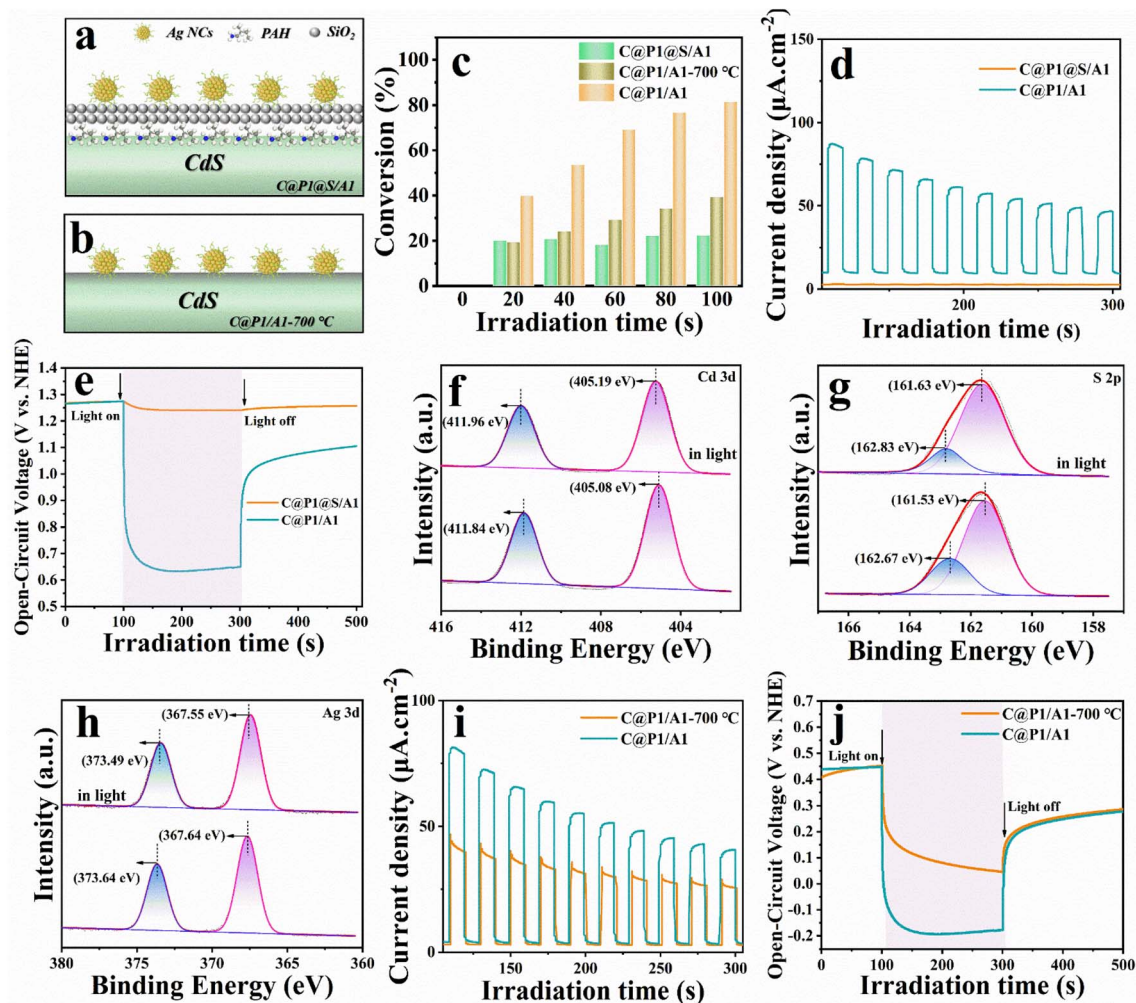 a
Ag NCs
PAH
SiO2
CdS
C@P1@S/A1
b
CdS
C@P1/A1-700 °C
c
C@P1@S/A1
C@P1/A1-700 °C
C@P1/A1
Conversion (%)
100
80
60
40
20
0
0 20 40 60 80 100
Irradiation time (s)
d
C@P1@S/A1
C@P1/A1
Current density (μA.cm-2)
150
100
50
0
200 300
Irradiation time (s)
e
Light on
Light off
C@P1@S/A1
C@P1/A1
Open-Circuit Voltage (V vs. NHE)
1.4
1.3
1.2
1.1
1.0
0.9
0.8
0.7
0.6
0.5
0 100 200 300 400 500
Irradiation time (s)
f
Cd 3d
(405.19 eV)
(411.96 eV)
in light
(405.08 eV)
(411.84 eV)
Intensity (a.u.)
416 412 408 404
Binding Energy (eV)
g
S 2p
(161.63 eV)
(162.83 eV)
in light
(161.53 eV)
(162.67 eV)
Intensity (a.u.)
166 164 162 160 158
Binding Energy (eV)
h
Ag 3d
(367.55 eV)
(373.49 eV)
in light
(367.64 eV)
(373.64 eV)
Intensity (a.u.)
380 375 370 365 360
Binding Energy (eV)
i
C@P1/A1-700 °C
C@P1/A1
Current density (μA.cm-2)
100
50
0
100 150 200 250 300
Irradiation time (s)
j
C@P1/A1-700 °C
C@P1/A1
Light on
Light off
Open-Circuit Voltage (V vs. NHE)
0.7
0.6
0.5
0.4
0.3
0.2
0.1
0.0
-0.1
-0.2
0 100 200 300 400 500
Irradiation time (s)